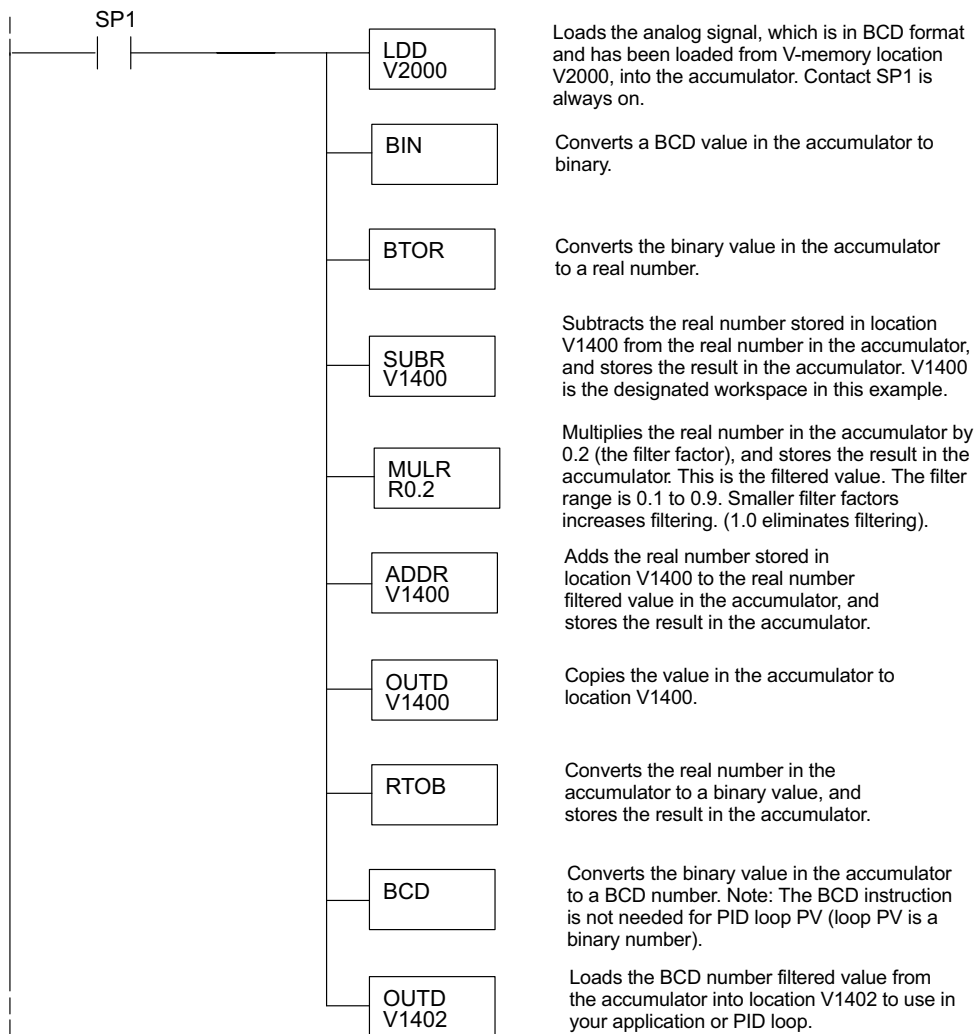 SP1
LDD
V2000
Loads the analog signal, which is in BCD format
and has been loaded from V-memory location
V2000, into the accumulator. Contact SP1 is
always on.
BIN
Converts a BCD value in the accumulator to
binary.
BTOR
Converts the binary value in the accumulator
to a real number.
SUBR
V1400
Subtracts the real number stored in location
V1400 from the real number in the accumulator,
and stores the result in the accumulator. V1400
is the designated workspace in this example.
MULR
R0.2
Multiplies the real number in the accumulator by
0.2 (the filter factor), and stores the result in the
accumulator. This is the filtered value. The filter
range is 0.1 to 0.9. Smaller filter factors
increases filtering. (1.0 eliminates filtering).
ADDR
V1400
Adds the real number stored in
location V1400 to the real number
filtered value in the accumulator, and
stores the result in the accumulator.
OUTD
V1400
Copies the value in the accumulator to
location V1400.
RTOB
Converts the real number in the
accumulator to a binary value, and
stores the result in the accumulator.
BCD
Converts the binary value in the accumulator
to a BCD number. Note: The BCD instruction
is not needed for PID loop PV (loop PV is a
binary number).
OUTD
V1402
Loads the BCD number filtered value from
the accumulator into location V1402 to use in
your application or PID loop.